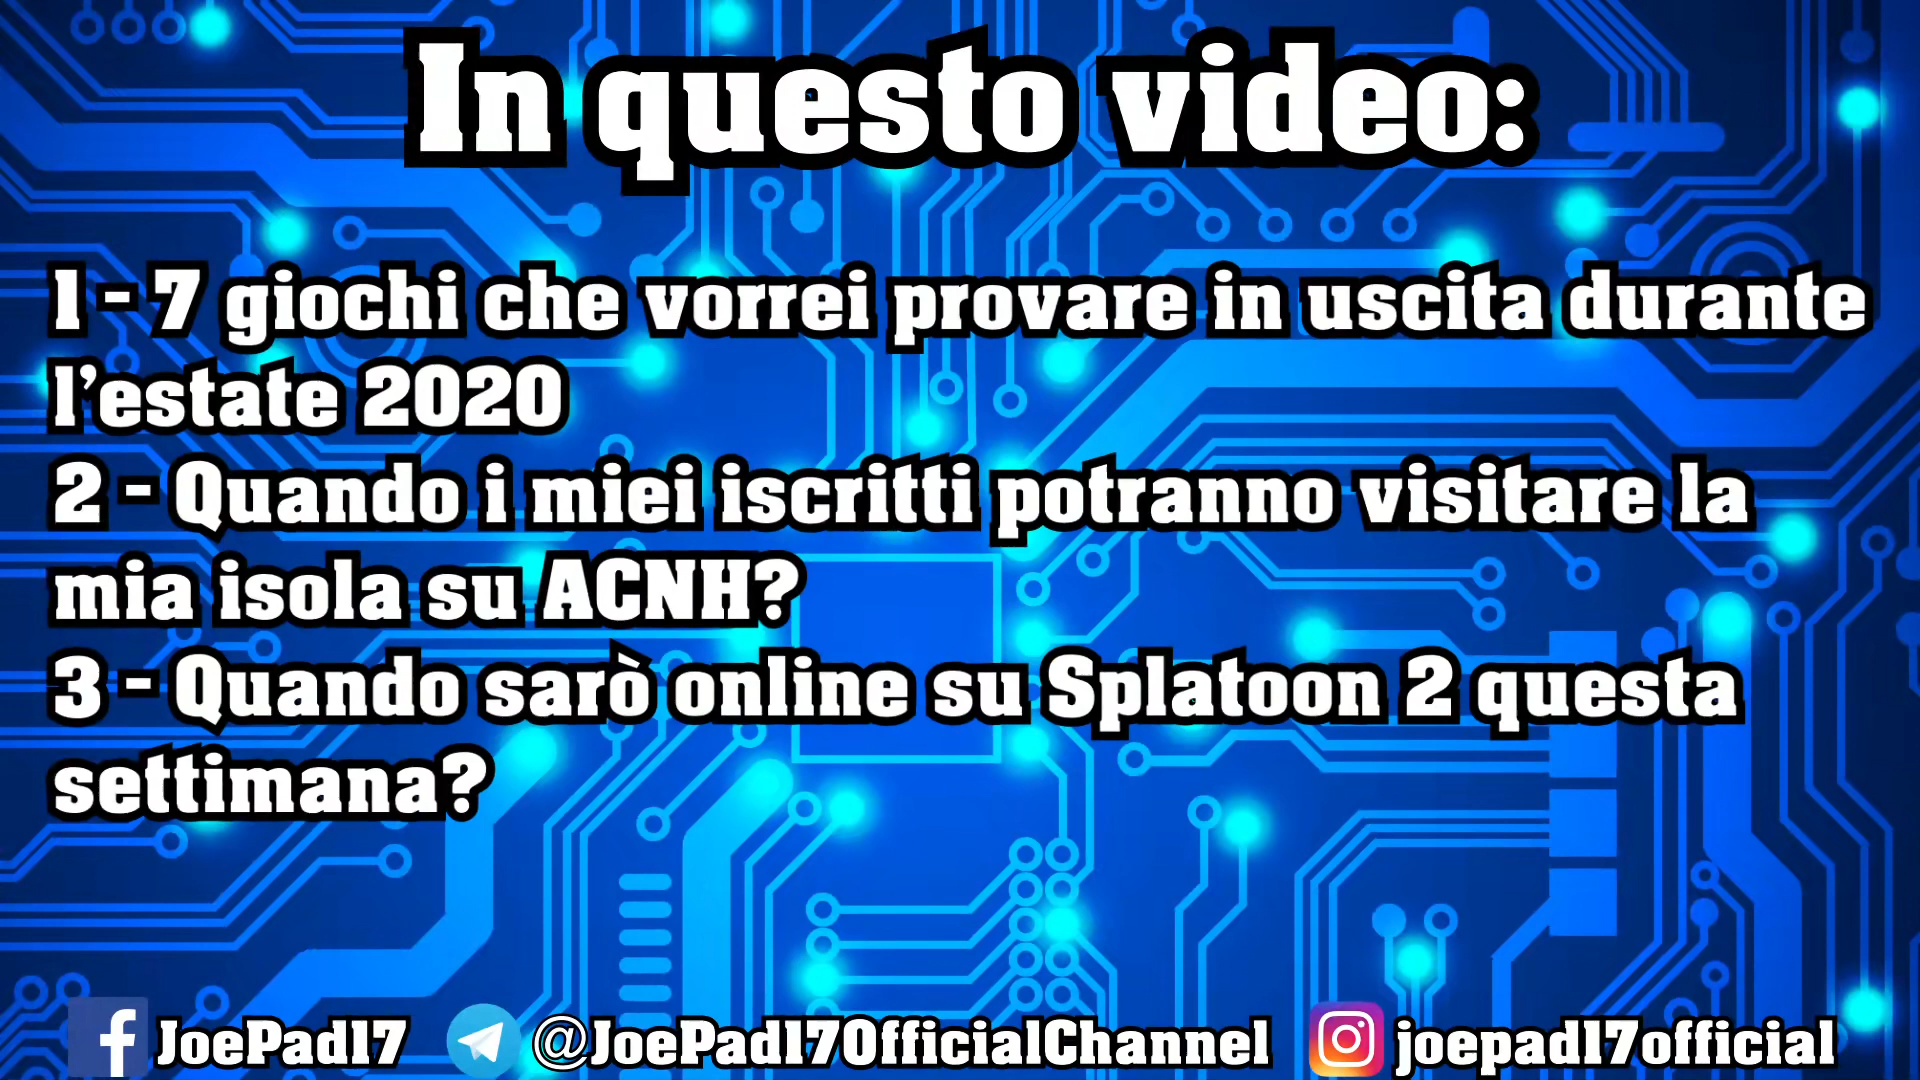 In questo video:
1 - 7 giochi che vorrei provare in uscita durante
l'estate 2020
2 - Quando i miei iscritti potranno visitare la
mia isola su ACNH?
3 - Quando sarò online su Splatoon 2 questa
settimana?
JoePad17 @JoePad17OfficialChannel joepad17official